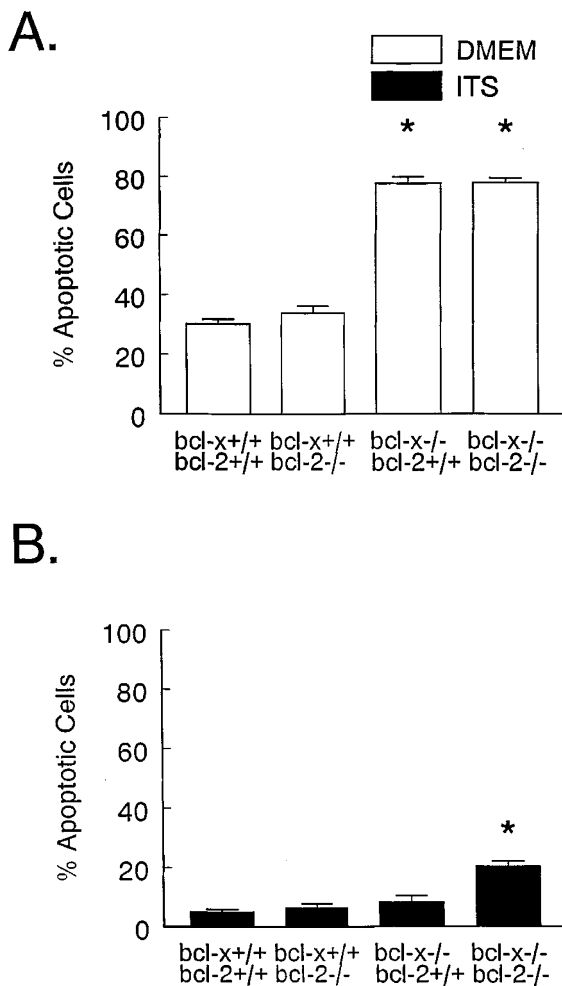 A.
DMEM
ITS
% Apoptotic Cells
100
80
60
40
20
0
* *
bcl-x+/+ bcl-x+/+ bcl-x-/- bcl-x-/-
bcl-2+/+ bcl-2-/- bcl-2+/+ bcl-2-/-
B.
% Apoptotic Cells
100
80
60
40
20
0
*
bcl-x+/+ bcl-x+/+ bcl-x-/- bcl-x-/-
bcl-2+/+ bcl-2-/- bcl-2+/+ bcl-2-/-